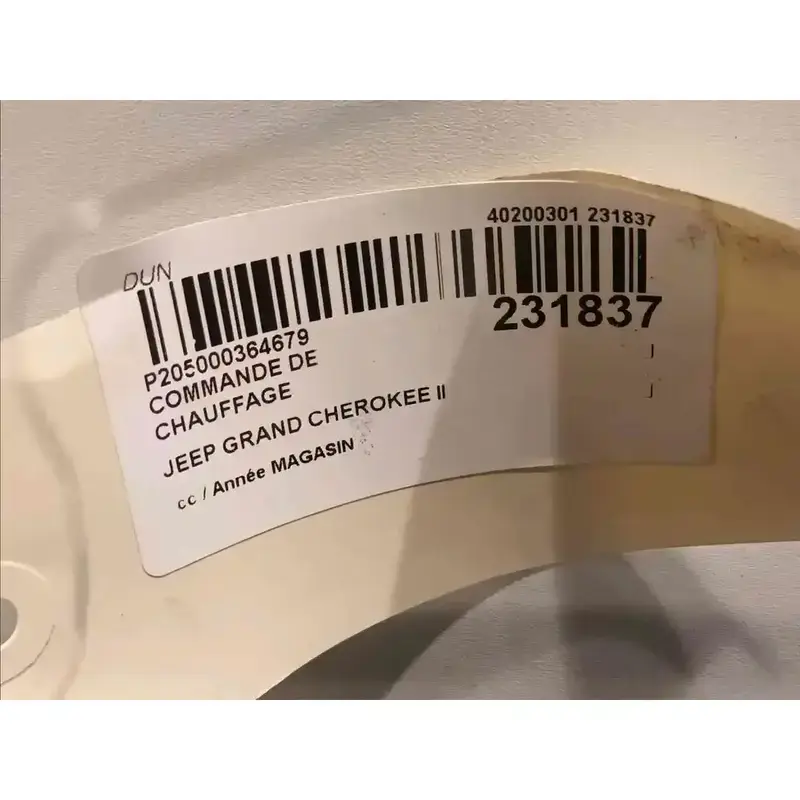 40200301 231837
DUN
231837
P205000364679
COMMANDE DE
CHAUFFAGE
JEEP GRAND CHEROKEE II
cc / Année MAGASIN